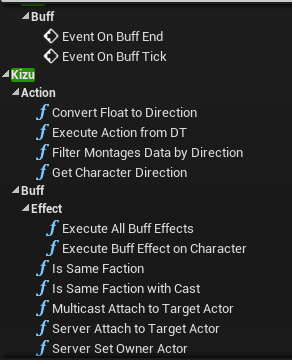 Buff
Event On Buff End
Event On Buff Tick
Kizu
Action
Convert Float to Direction
Execute Action from DT
Filter Montages Data by Direction
Get Character Direction
Buff
Effect
Execute All Buff Effects
Execute Buff Effect on Character
Is Same Faction
Is Same Faction with Cast
Multicast Attach to Target Actor
Server Attach to Target Actor
Server Set Owner Actor